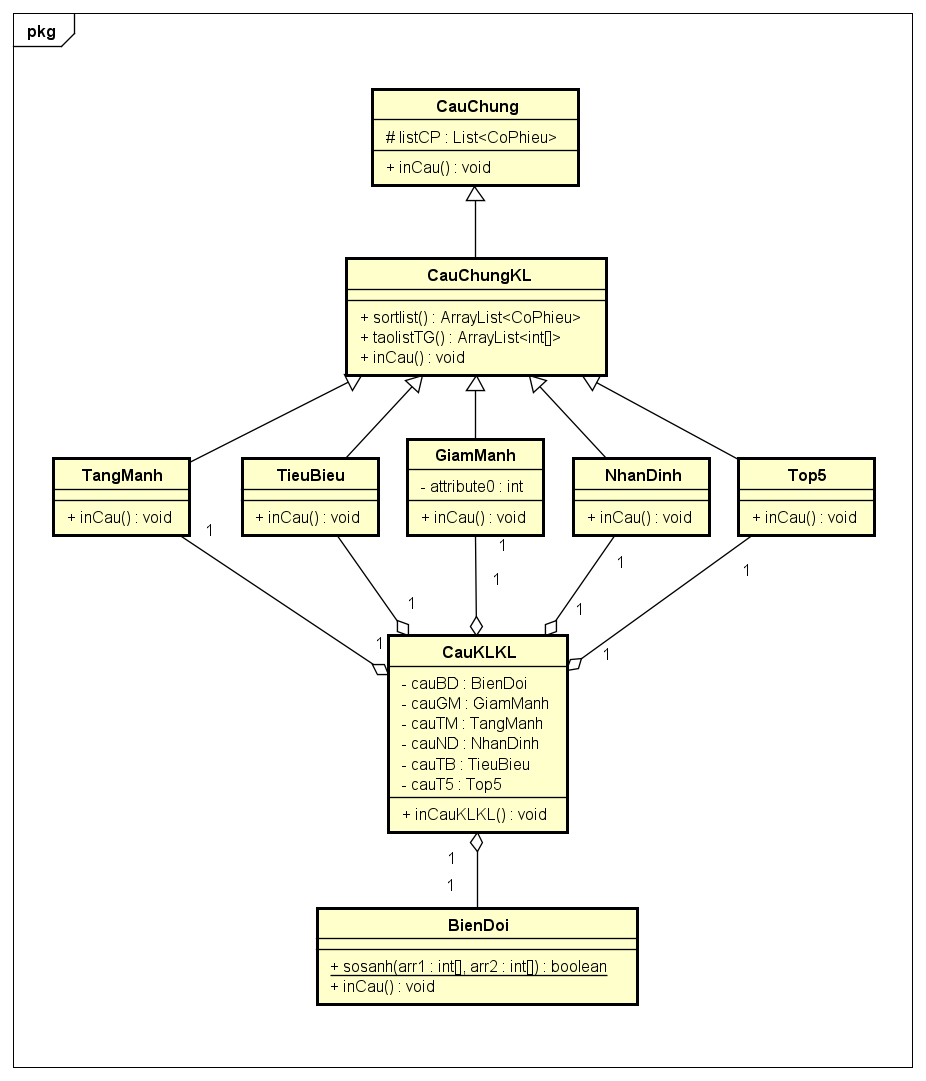 pkg
CauChung
# listCP : List<CoPhieu>
+ inCau() : void
CauChungKL
+ sortlist() : ArrayList<CoPhieu>
+ taolistTG() : ArrayList<int[]>
+ inCau() : void
TangManh
+ inCau() : void
TieuBieu
+ inCau() : void
GiamManh
- attribute0 : int
+ inCau() : void
NhanDinh
+ inCau() : void
Top5
+ inCau() : void
1
1
1
1
1
1
1
1
1
CauKLKL
- cauBD : BienDoi
- cauGM : GiamManh
- cauTM : TangManh
- cauND : NhanDinh
- cauTB : TieuBieu
- cauT5 : Top5
+ inCauKLKL() : void
1
1
BienDoi
+ sosanh(arr1 : int[], arr2 : int[]) : boolean
+ inCau() : void